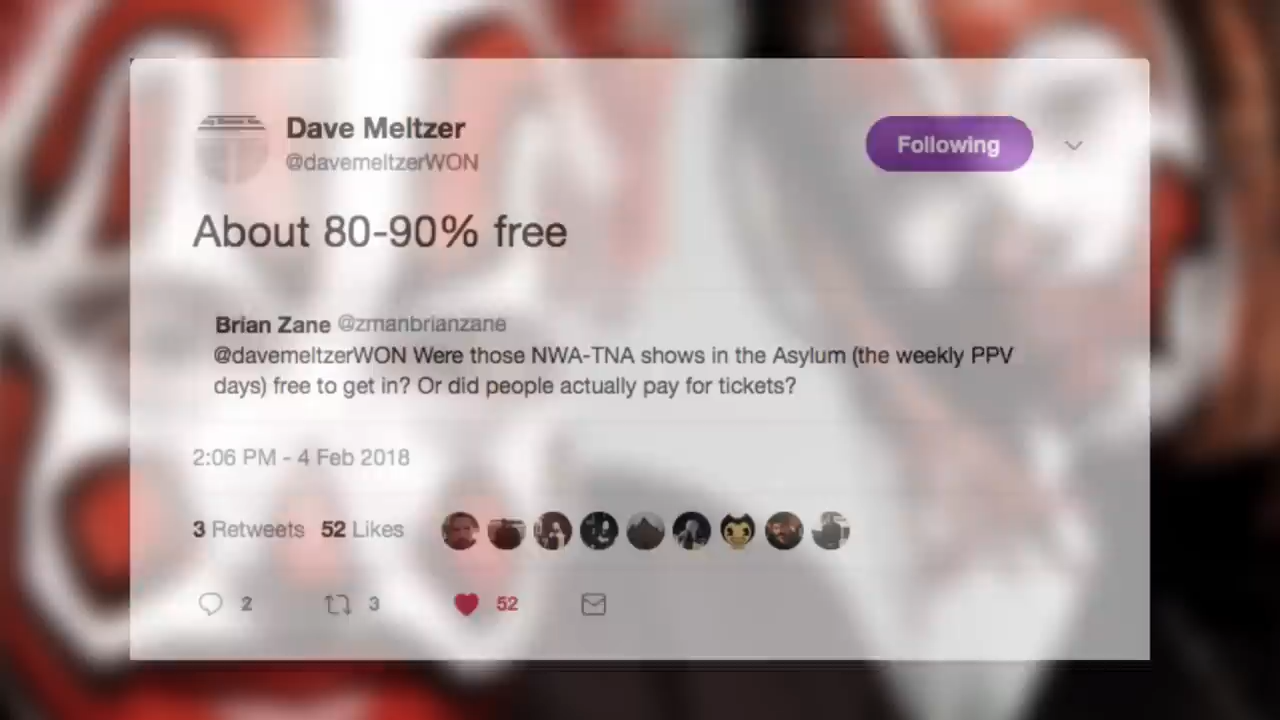 Dave Meltzer
@davemeltzerWON
Following
About 80-90% free
Brian Zane @zmanbrianzane
@davemeltzerWON Were those NWA-TNA shows in the Asylum (the weekly PPV
days) free to get in? Or did people actually pay for tickets?
2:06 PM - 4 Feb 2018
3 Retweets 52 Likes
2 3 52